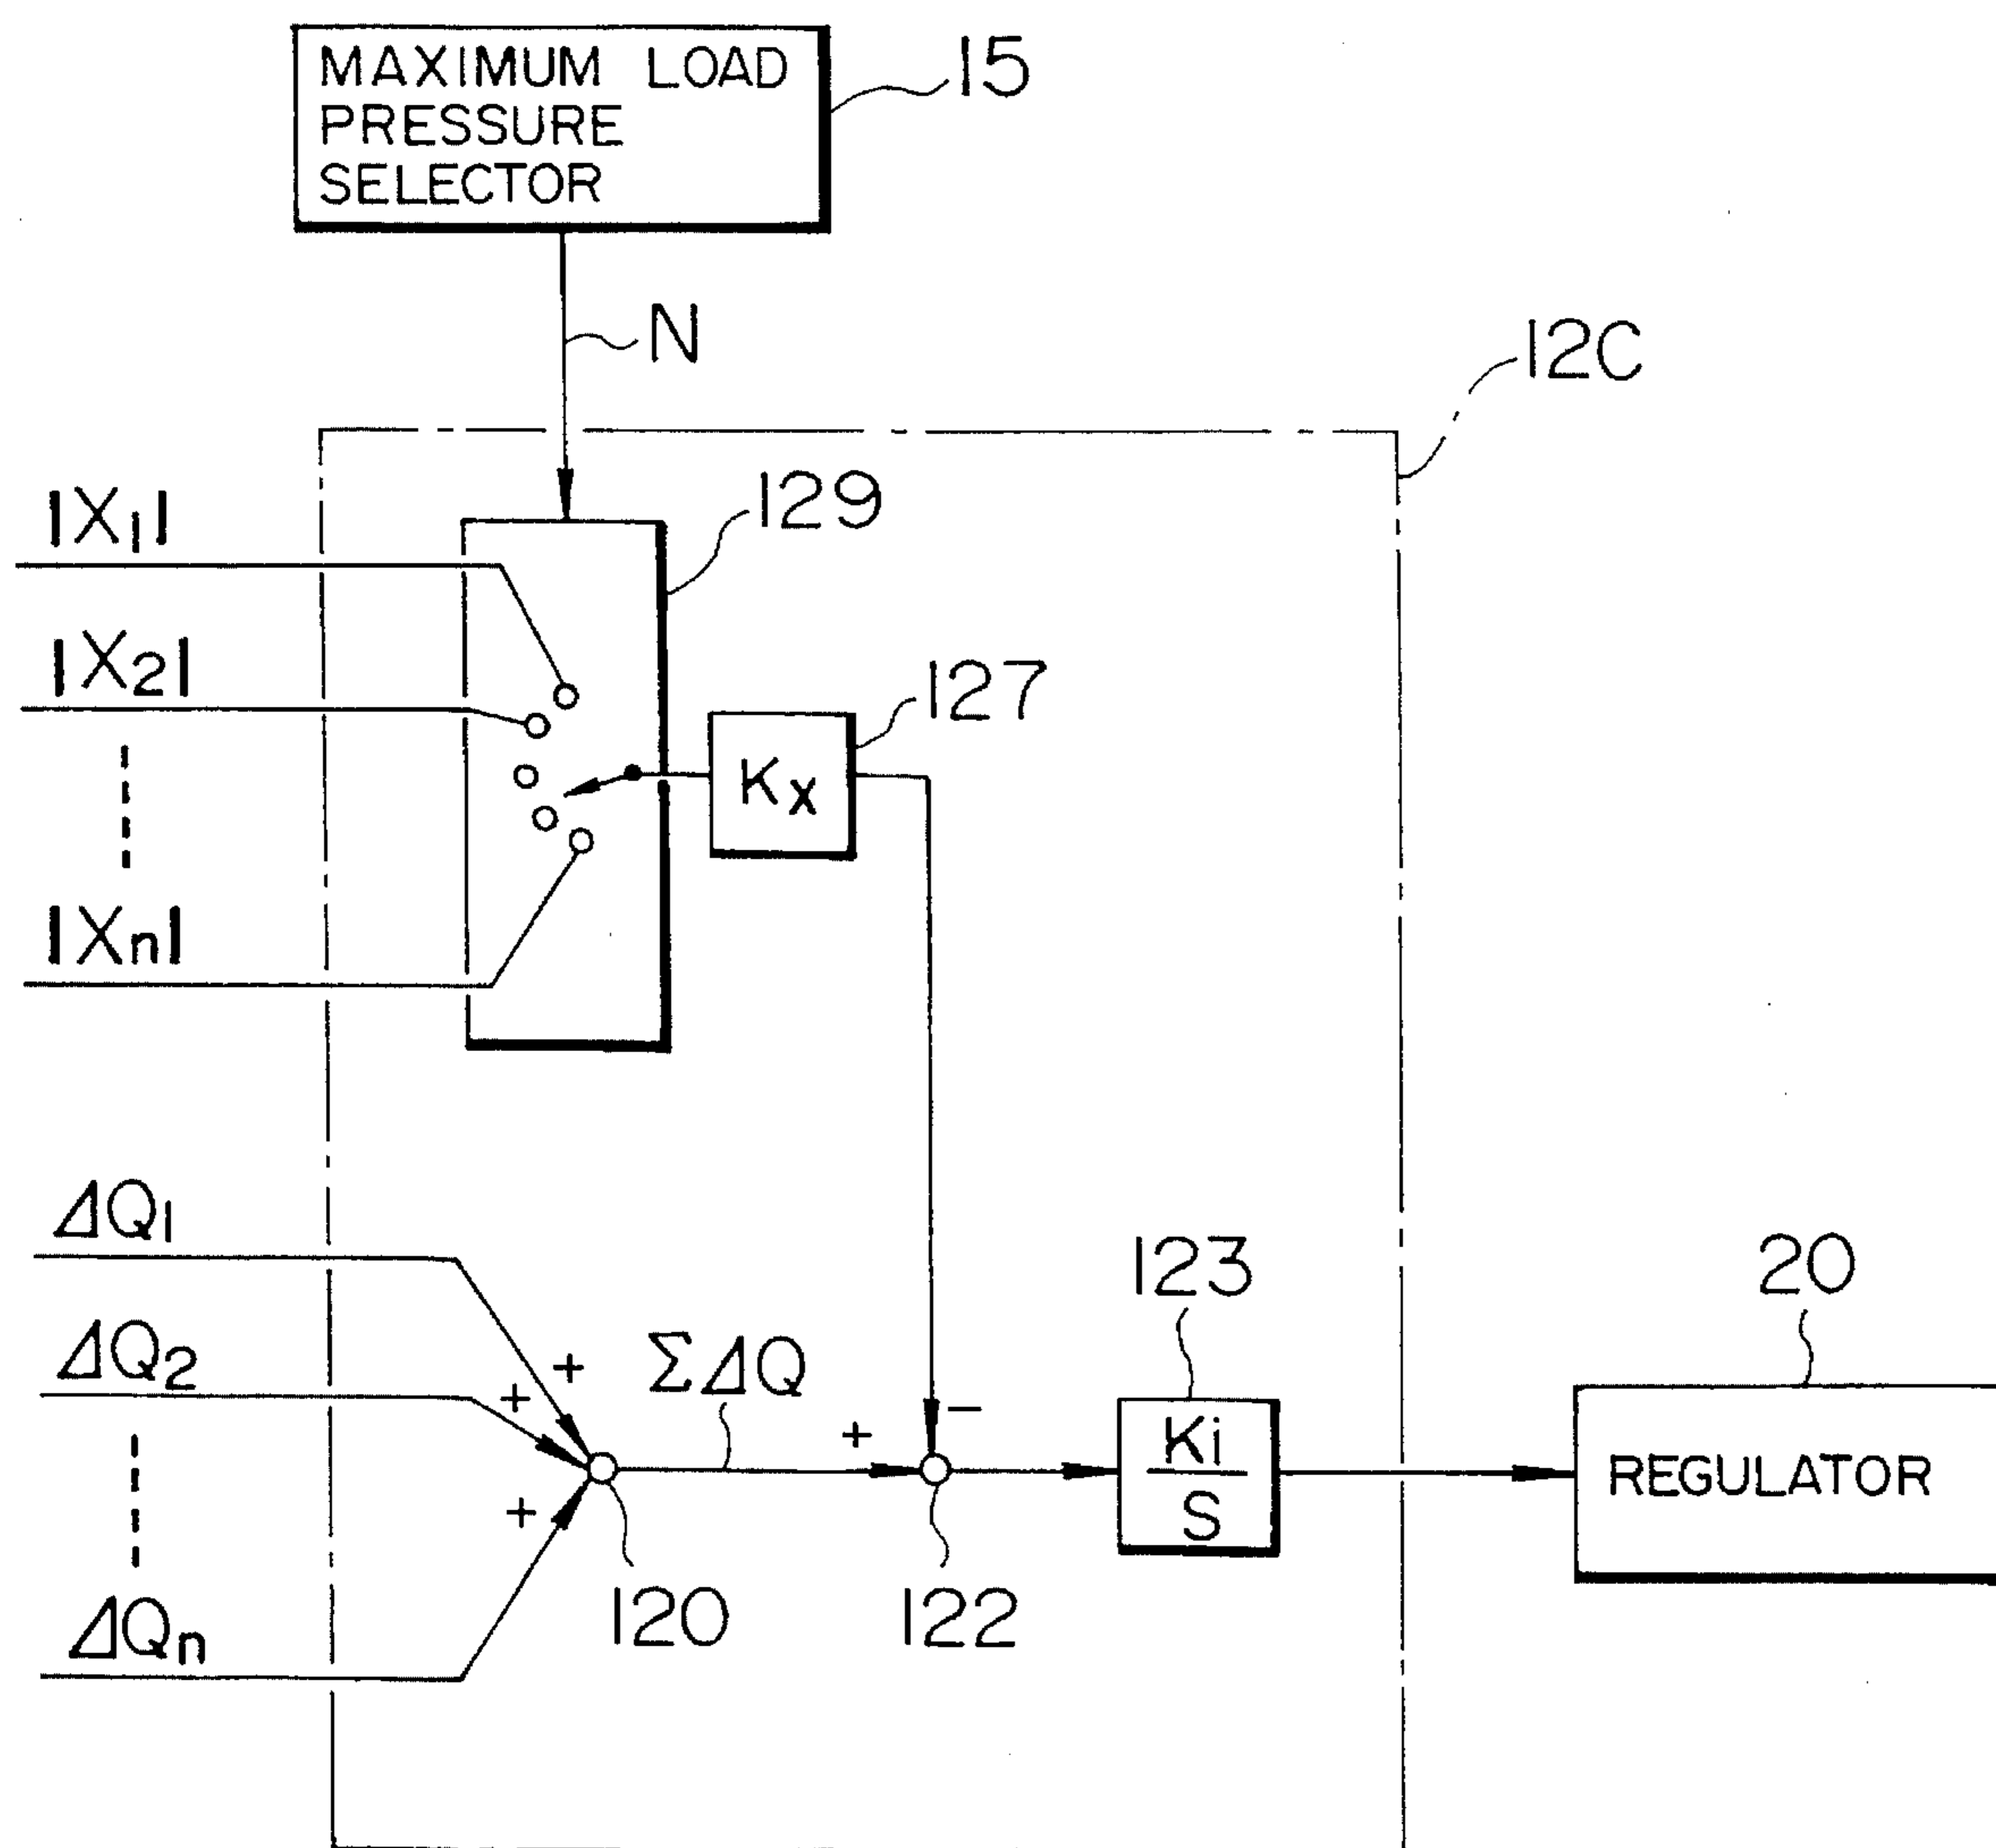 MAXIMUM LOAD
PRESSURE
SELECTOR
15
N
12C
129
|X₁|
|X₂|
127
Kx
|Xn|
ΔQ₁
123
20
ΔQ₂
+
+
ΣΔQ
+
−
Ki
S
REGULATOR
+
120
122
ΔQn